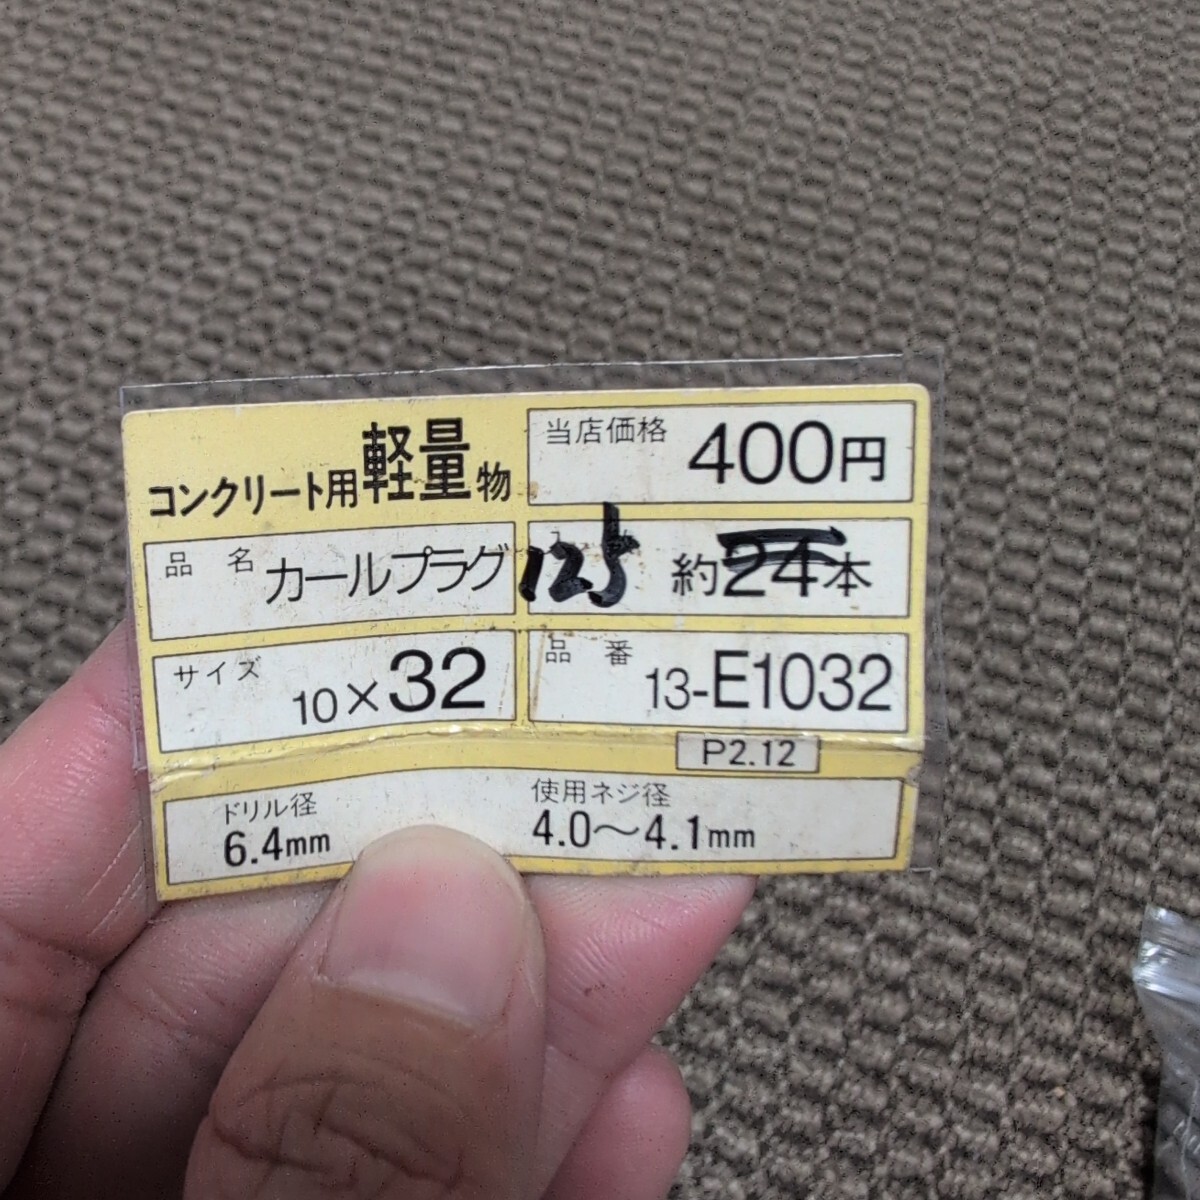 コンクリート用軽量物
当店価格 400円
品名 カールプラグ
125 約24本
サイズ 10×32
品番 13-E1032
P2.12
ドリル径
6.4mm
使用ネジ径
4.0～4.1mm